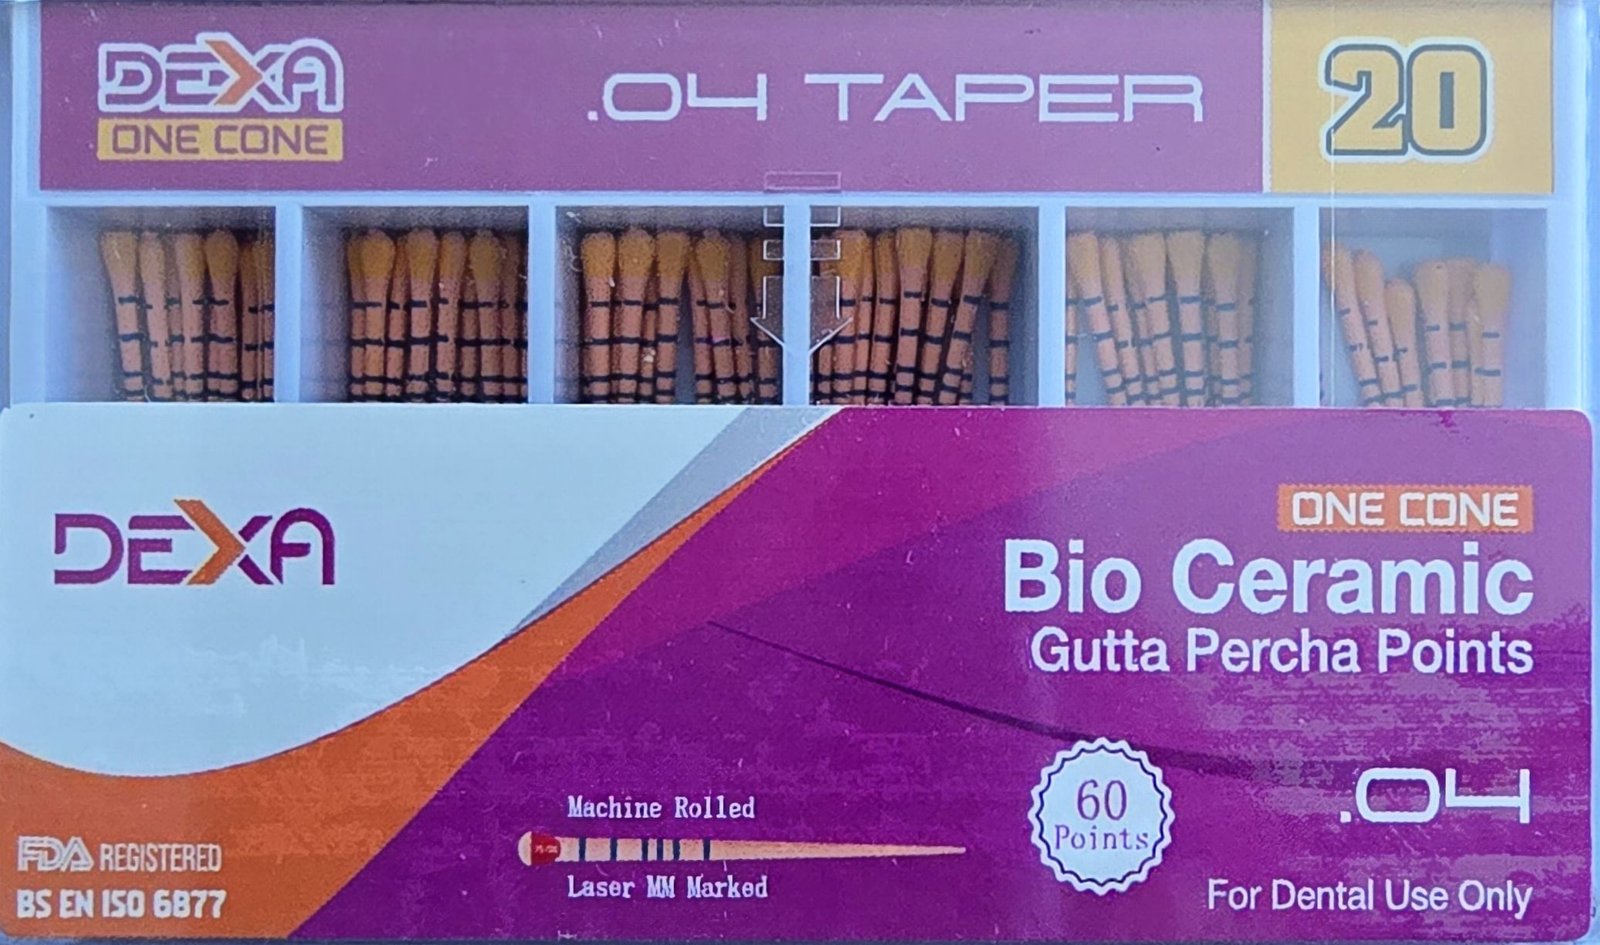 DEXA
ONE CONE
.04 TAPER
20
DEXA
ONE CONE
Bio Ceramic
Gutta Percha Points
.04
60
Points
Machine Rolled
Laser MM Marked
FDA REGISTERED
BS EN ISO 6877
For Dental Use Only